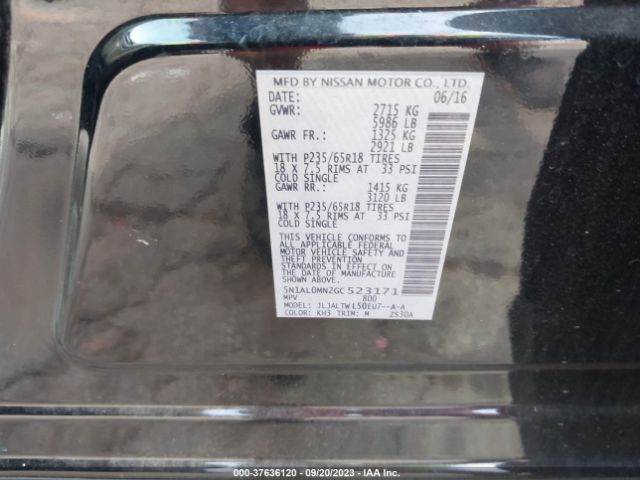 MFD BY NISSAN MOTOR CO., LTD.
DATE: 06/16
GVWR: 2715 KG
5986 LB
GAWR FR.: 1325 KG
2921 LB
WITH P235/65R18 TIRES
18 X 7.5 RIMS AT 33 PSI
COLD SINGLE
GAWR RR.: 1415 KG
3120 LB
WITH P235/65R18 TIRES
18 X 7.5 RIMS AT 33 PSI
COLD SINGLE
THIS VEHICLE CONFORMS TO
ALL APPLICABLE FEDERAL
MOTOR VEHICLE SAFETY AND
THEFT PREVENTION
STANDARDS IN EFFECT ON
THE DATE OF MANUFACTURE
SHOWN ABOVE.
5N1AL0MN2GC523171
MPV 800
MODEL: JLJALTWL50EU7--A-A
COLOR: KH3 TRIM: M 2S30A
000-37636120 - 09/20/2023 - IAA Inc.